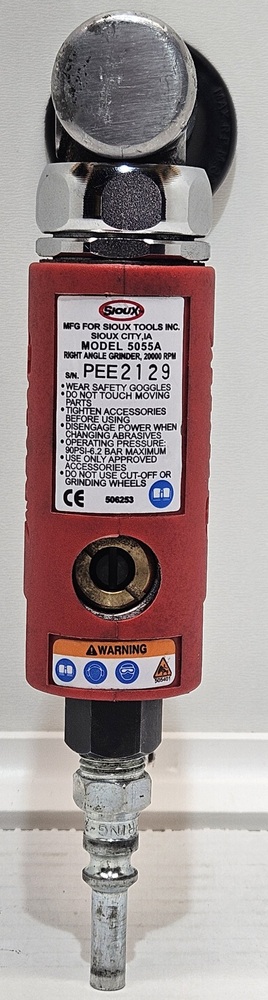 SIOUX
MFG FOR SIOUX TOOLS INC.
SIOUX CITY,IA
MODEL 5055A
RIGHT ANGLE GRINDER, 20000 RPM
S/N. PEE2129
• WEAR SAFETY GOGGLES
• DO NOT TOUCH MOVING
PARTS
• TIGHTEN ACCESSORIES
BEFORE USING
• DISENGAGE POWER WHEN
CHANGING ABRASIVES
• OPERATING PRESSURE:
90PSI-6.2 BAR MAXIMUM
• USE ONLY APPROVED
ACCESSORIES
• DO NOT USE CUT-OFF OR
GRINDING WHEELS
CE 506253
WARNING